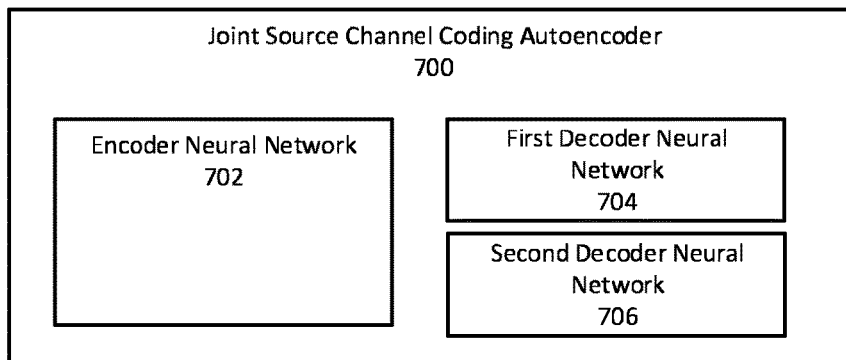 Joint Source Channel Coding Autoencoder
700
Encoder Neural Network
702
First Decoder Neural
Network
704
Second Decoder Neural
Network
706